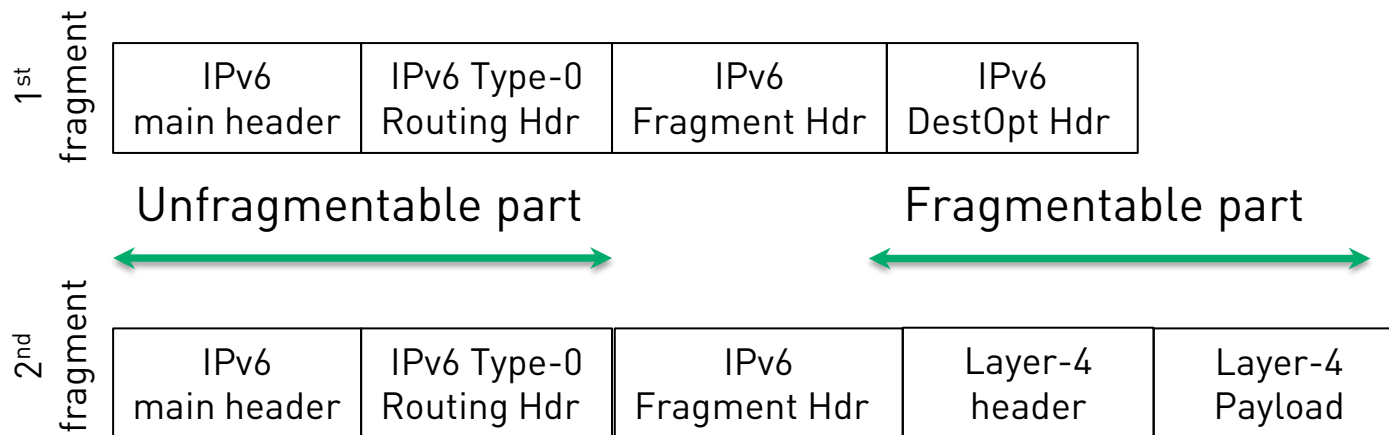 1st
fragment
IPv6
main header
IPv6 Type-0
Routing Hdr
IPv6
Fragment Hdr
IPv6
DestOpt Hdr
Unfragmentable part
Fragmentable part
2nd
fragment
IPv6
main header
IPv6 Type-0
Routing Hdr
IPv6
Fragment Hdr
Layer-4
header
Layer-4
Payload